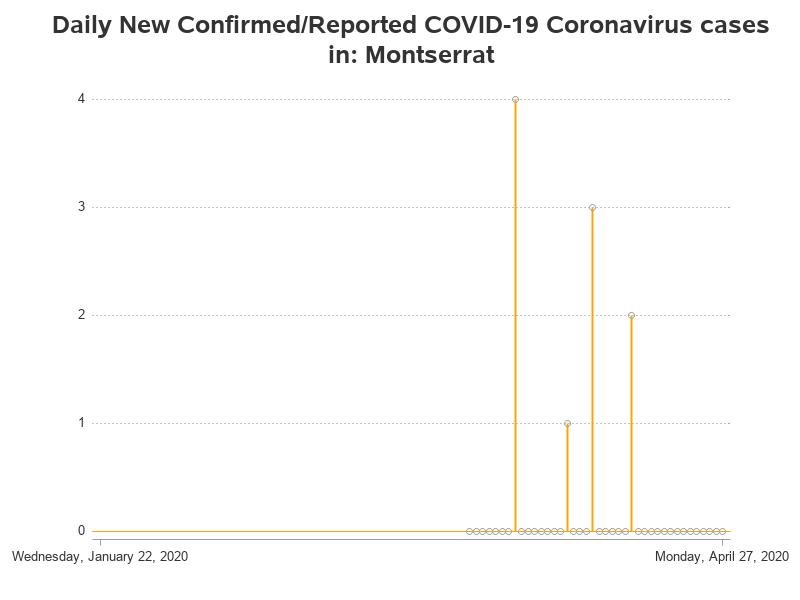 Daily New Confirmed/Reported COVID-19 Coronavirus cases
in: Montserrat
4
3
2
1
0
Wednesday, January 22, 2020
Monday, April 27, 2020